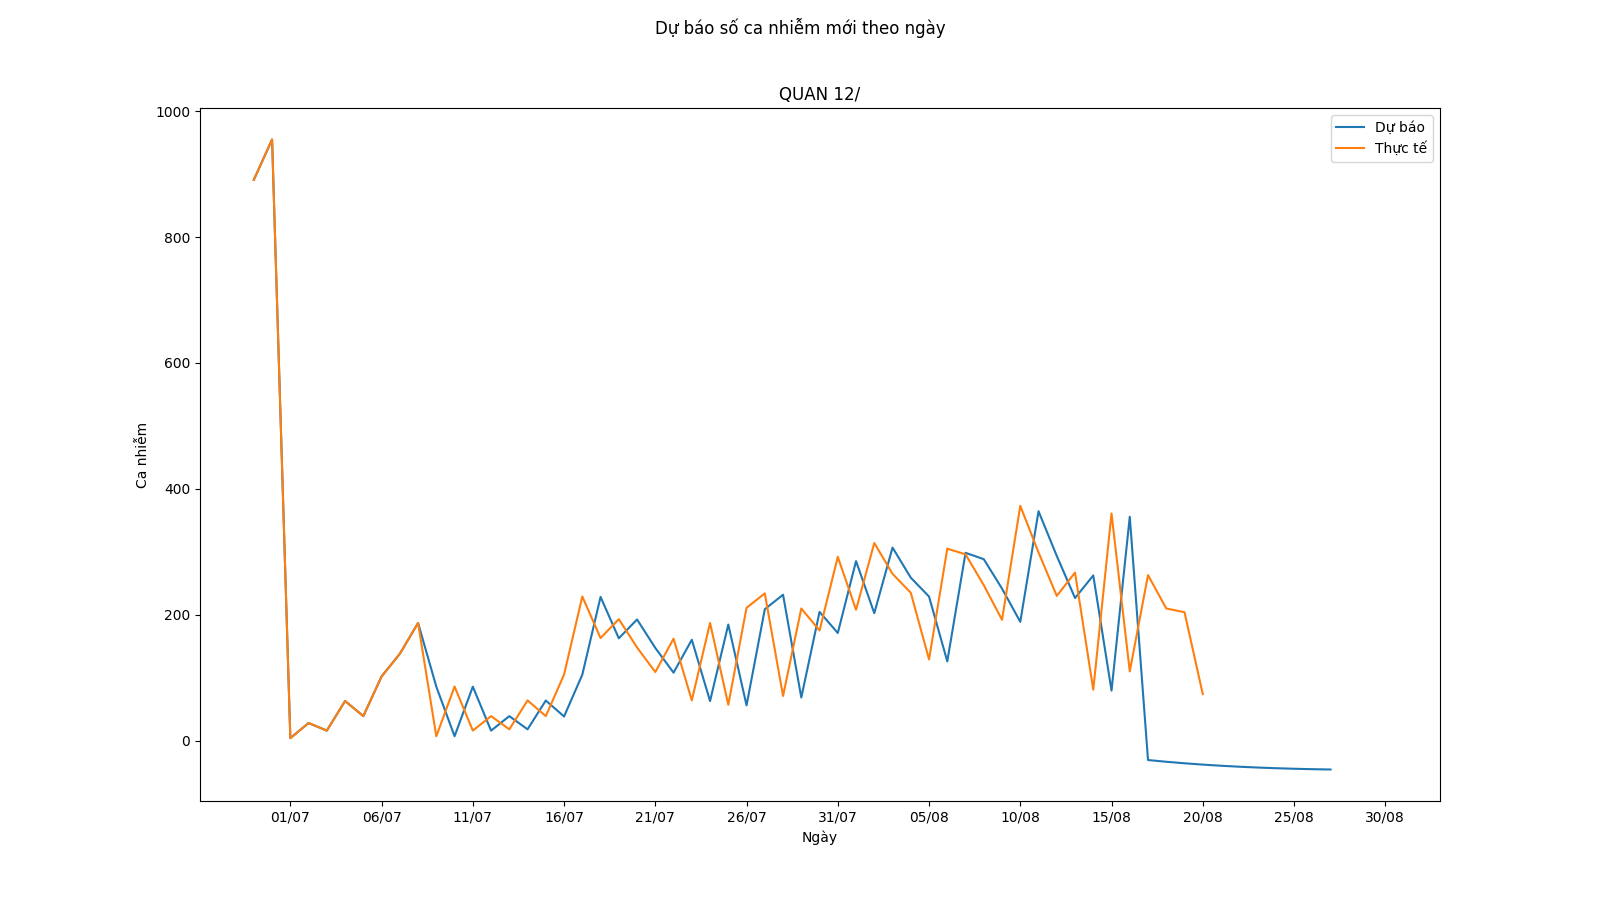 Dự báo số ca nhiễm mới theo ngày
QUAN 12/
1000
800
600
400
200
0
Ca nhiễm
Dự báo
Thực tế
01/07 06/07 11/07 16/07 21/07 26/07 31/07 05/08 10/08 15/08 20/08 25/08 30/08
Ngày